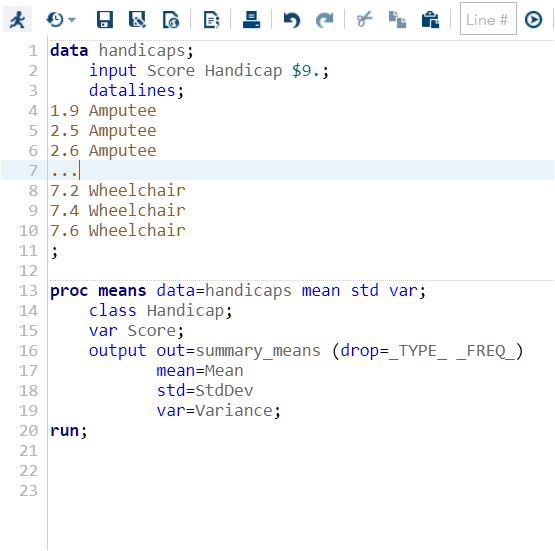 Line #
1 data handicaps;
2     input Score Handicap $9.;
3     datalines;
4 1.9 Amputee
5 2.5 Amputee
6 2.6 Amputee
7 ...
8 7.2 Wheelchair
9 7.4 Wheelchair
10 7.6 Wheelchair
11 ;
12
13 proc means data=handicaps mean std var;
14     class Handicap;
15     var Score;
16     output out=summary_means (drop=_TYPE_ _FREQ_)
17            mean=Mean
18            std=StdDev
19            var=Variance;
20 run;
21
22
23